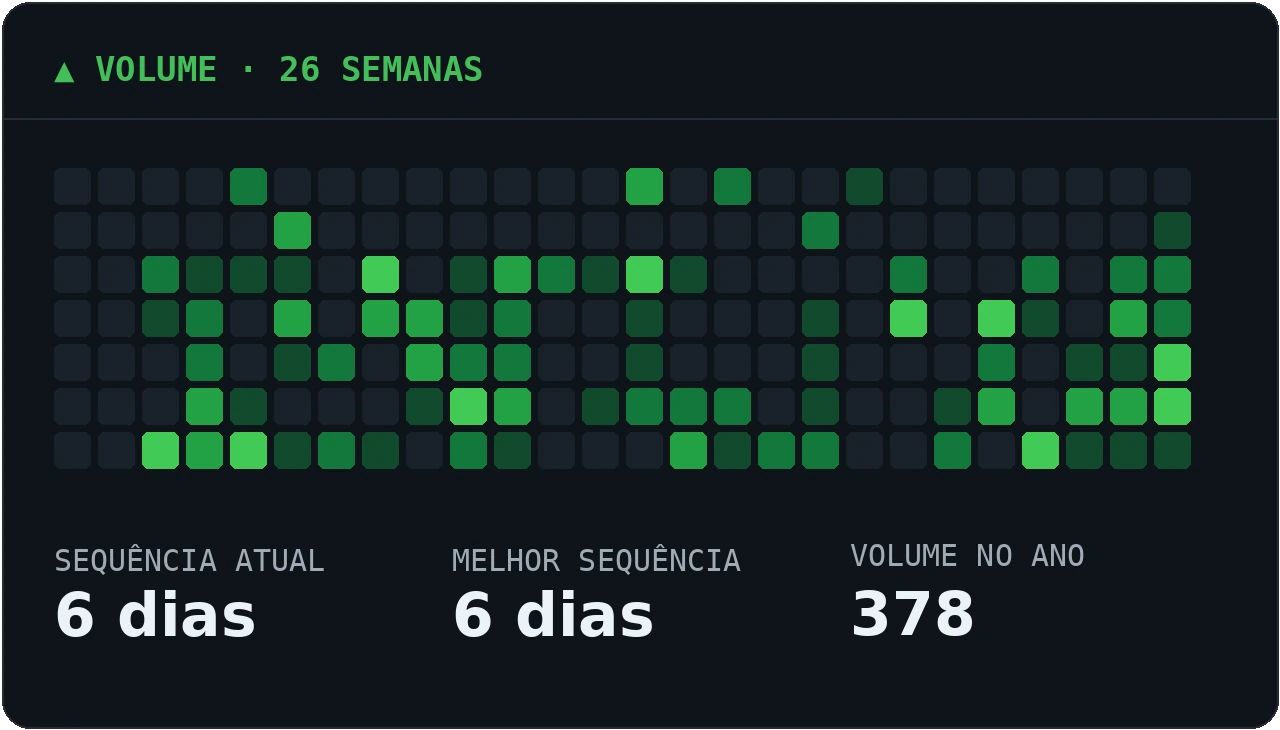 ▲ VOLUME · 26 SEMANAS
SEQUÊNCIA ATUAL
6 dias
MELHOR SEQUÊNCIA
6 dias
VOLUME NO ANO
378